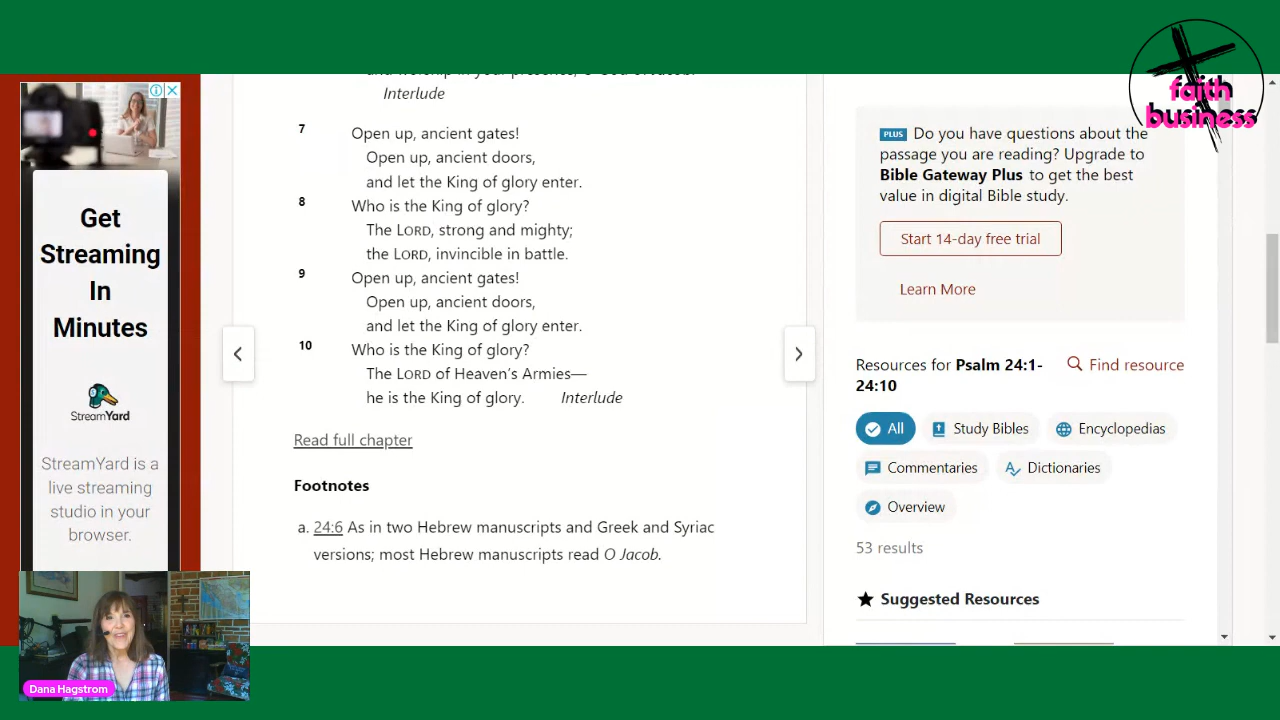 faith
business
Interlude
7 Open up, ancient gates!
Open up, ancient doors,
and let the King of glory enter.
8 Who is the King of glory?
The LORD, strong and mighty;
the LORD, invincible in battle.
9 Open up, ancient gates!
Open up, ancient doors,
and let the King of glory enter.
10 Who is the King of glory?
The LORD of Heaven's Armies—
he is the King of glory. Interlude
Read full chapter
Footnotes
a. 24:6 As in two Hebrew manuscripts and Greek and Syriac
versions; most Hebrew manuscripts read O Jacob.
PLUS Do you have questions about the
passage you are reading? Upgrade to
Bible Gateway Plus to get the best
value in digital Bible study.
Start 14-day free trial
Learn More
Resources for Psalm 24:1-
24:10
Find resource
All
Study Bibles
Encyclopedias
Commentaries
Dictionaries
Overview
53 results
Suggested Resources
Get
Streaming
In
Minutes
StreamYard
StreamYard is a
live streaming
studio in your
browser.
Dana Hagstrom